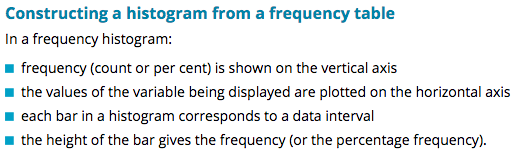 Constructing a histogram from a frequency table
In a frequency histogram:
■ frequency (count or per cent) is shown on the vertical axis
■ the values of the variable being displayed are plotted on the horizontal axis
■ each bar in a histogram corresponds to a data interval
■ the height of the bar gives the frequency (or the percentage frequency).